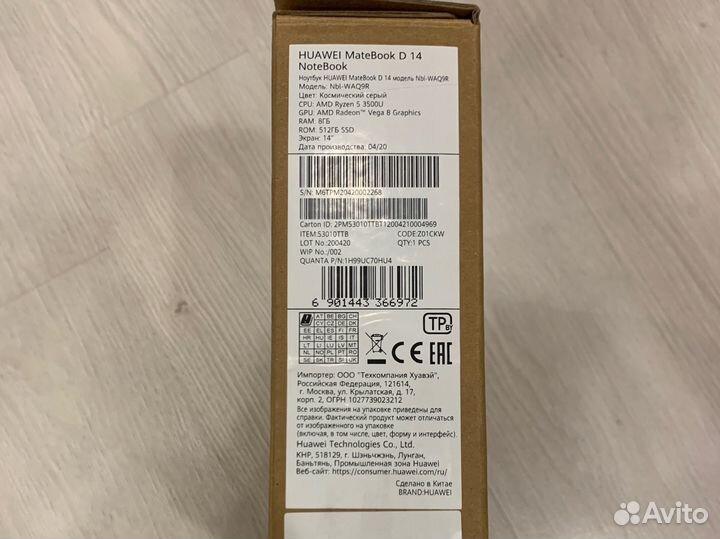 HUAWEI MateBook D 14
NoteBook
Ноутбук HUAWEI MateBook D 14 модель Nbl-WAQ9R
Модель: Nbl-WAQ9R
Цвет: Космический серый
CPU: AMD Ryzen 5 3500U
GPU: AMD Radeon™ Vega 8 Graphics
RAM: 8ГБ
ROM: 512ГБ SSD
Экран: 14"
Дата производства: 04/20
S/N: M6TPM20420002268
Carton ID: 2PM53010TTBT12004210004969
ITEM:53010TTB CODE:Z01CKW
LOT No.:200420 QTY:1 PCS
WIP No.:/002
QUANTA P/N:1H99UC70HU4
6 901443 366972
AT BE BG CH
CY CZ DE DK
EE EL ES FI FR
HR HU IE IS IT
LT LI LU LV MT
NL NO PL PT RO
SE SK TR SI UK
TP BY
CE EAC
Импортер: ООО "Техкомпания Хуавэй",
Российская Федерация, 121614,
г. Москва, ул. Крылатская, д. 17,
корп. 2, ОГРН 1027739023212
Все изображения на упаковке приведены для
справки. Фактический продукт может отличаться
от изображенного на упаковке
(включая, в том числе, цвет, форму и интерфейс).
Huawei Technologies Co., Ltd.
КНР, 518129, г. Шэньчжэнь, Лунган,
Баньтянь, Промышленная зона Huawei
Веб-сайт: https://consumer.huawei.com/ru/
Сделано в Китае
BRAND:HUAWEI
Avito